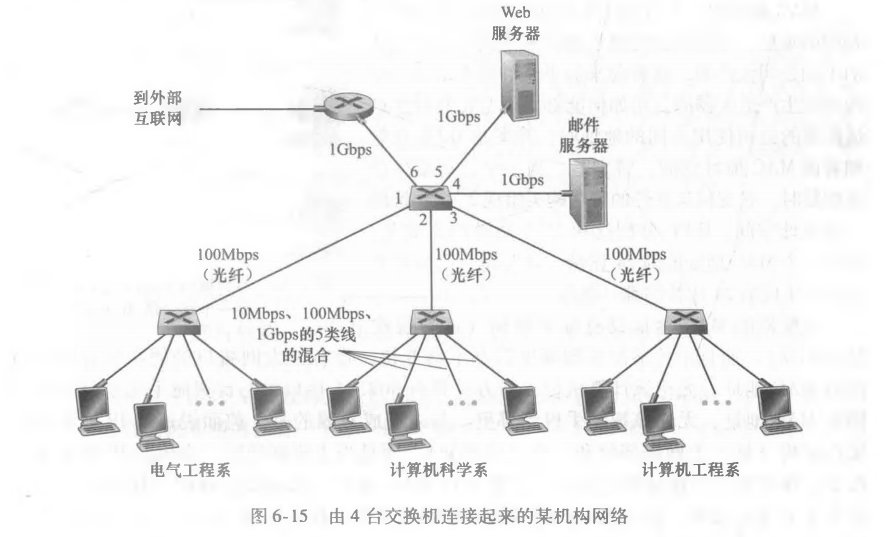 Web
服务器
到外部
互联网
1Gbps
1Gbps
邮件
服务器
1Gbps
6
5
4
1
2
3
100Mbps
（光纤）
100Mbps
（光纤）
100Mbps
（光纤）
10Mbps、100Mbps、
1Gbps的5类线
的混合
电气工程系
计算机科学系
计算机工程系
图 6-15 由 4 台交换机连接起来的某机构网络